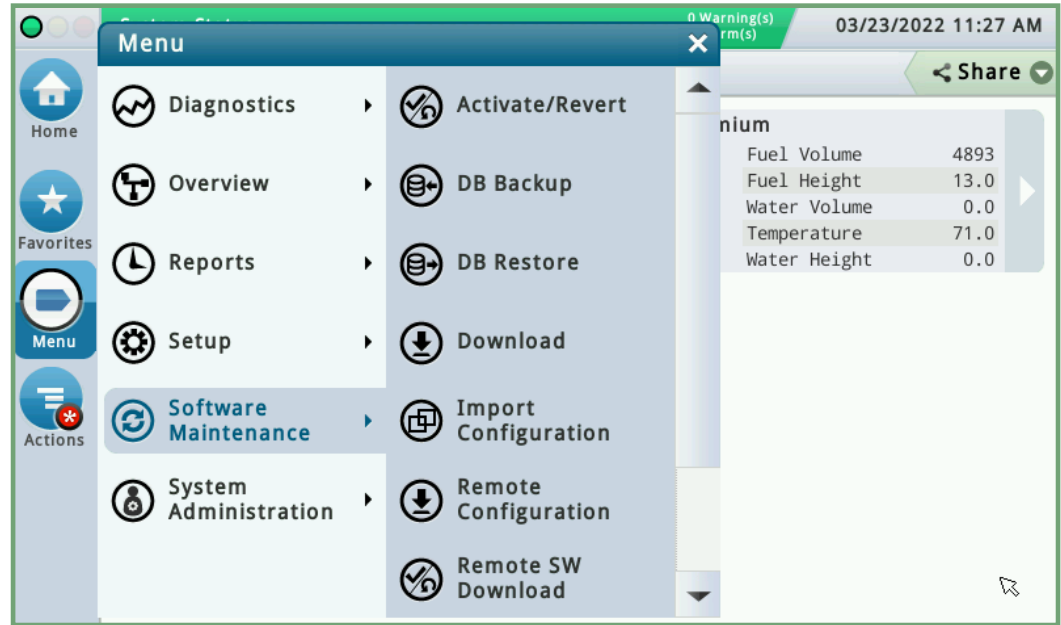 0 Warning(s)
03/23/2022 11:27 AM
Menu
Share
Home
Favorites
Menu
Actions
Diagnostics
Overview
Reports
Setup
Software
Maintenance
System
Administration
Activate/Revert
DB Backup
DB Restore
Download
Import
Configuration
Remote
Configuration
Remote SW
Download
Fuel Volume 4893
Fuel Height 13.0
Water Volume 0.0
Temperature 71.0
Water Height 0.0